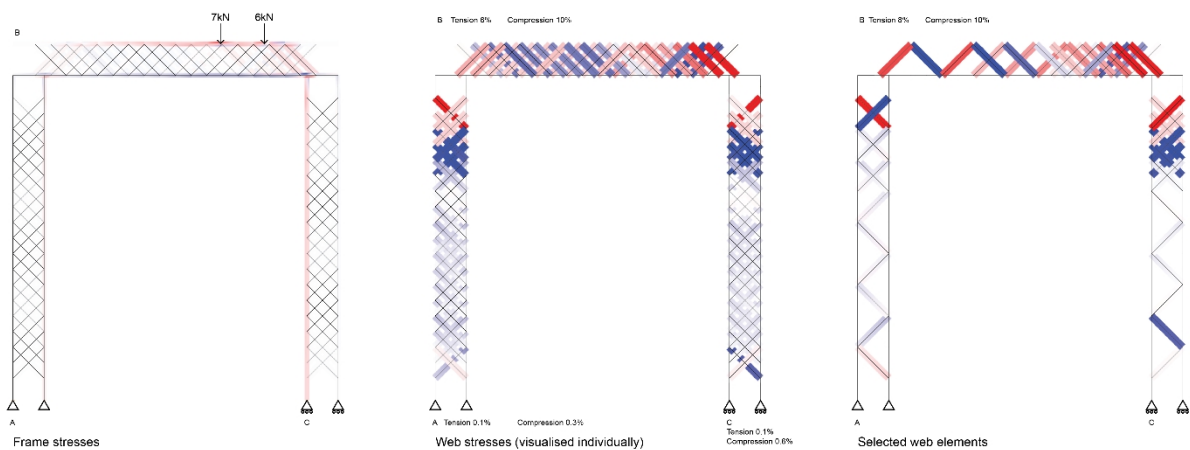 7kN
6kN
B
A
C
Frame stresses
B Tension 6% Compression 10%
A Tension 0.1% Compression 0.3%
C
Tension 0.1%
Compression 0.6%
Web stresses (visualised individually)
B Tension 8% Compression 10%
A
C
Selected web elements